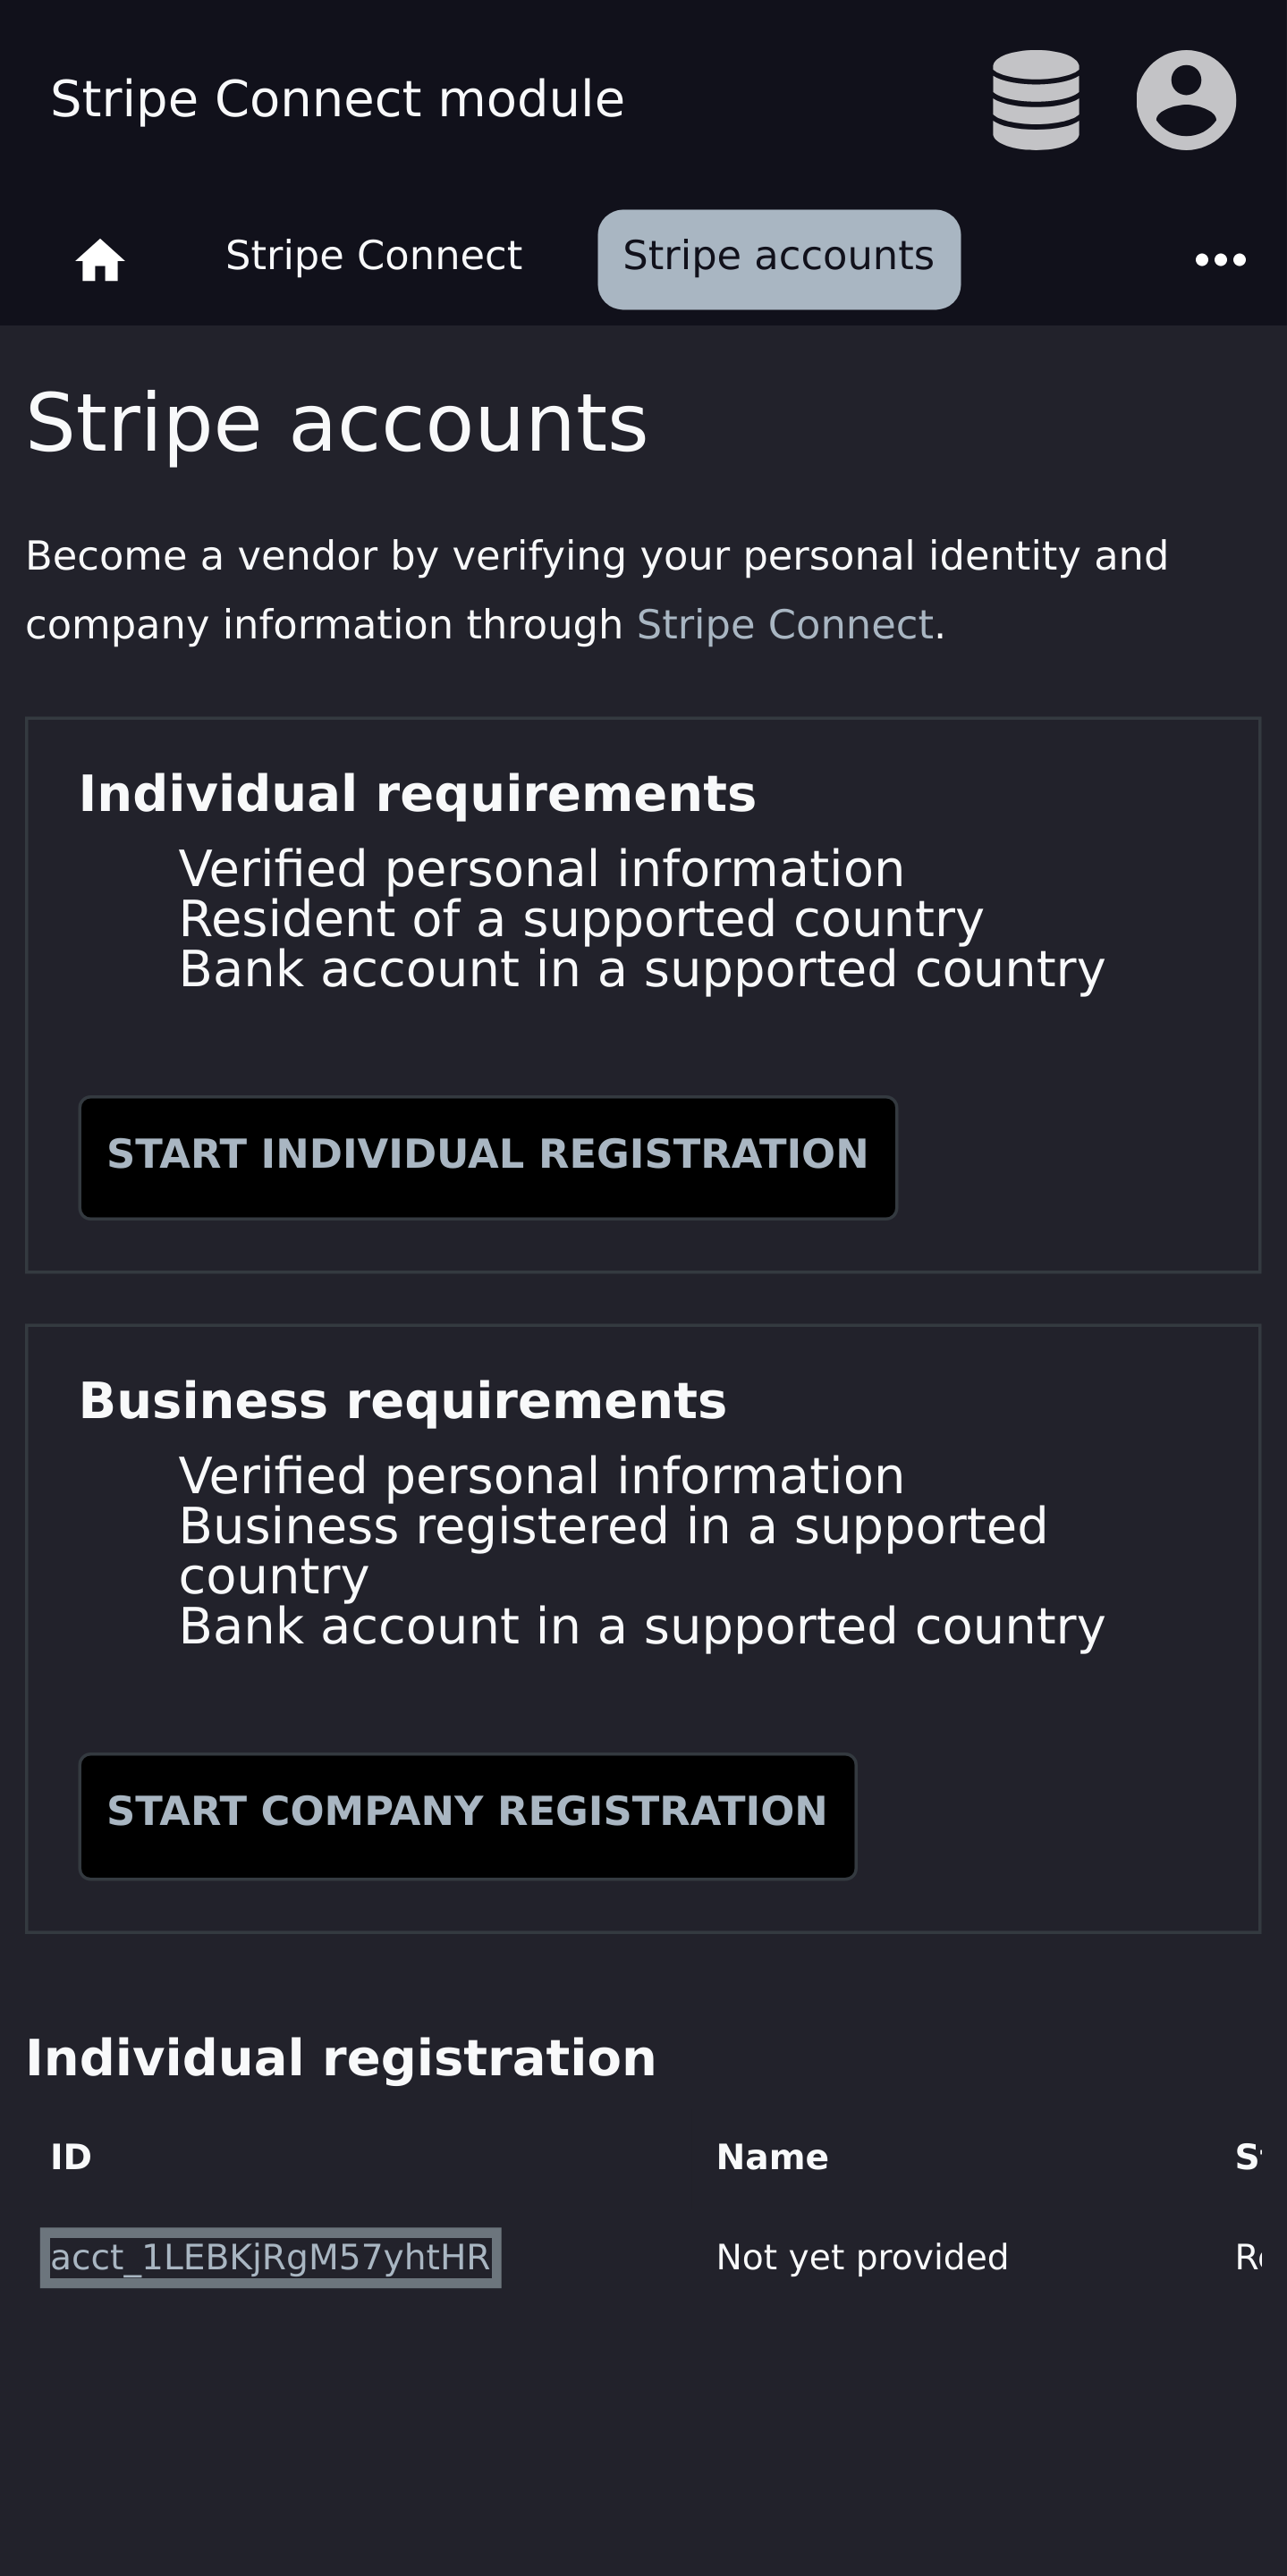 Stripe Connect module
Stripe Connect
Stripe accounts
Stripe accounts
Become a vendor by verifying your personal identity and
company information through Stripe Connect.
Individual requirements
Verified personal information
Resident of a supported country
Bank account in a supported country
START INDIVIDUAL REGISTRATION
Business requirements
Verified personal information
Business registered in a supported
country
Bank account in a supported country
START COMPANY REGISTRATION
Individual registration
ID Name
acct_1LEBKjRgM57yhtHR Not yet provided